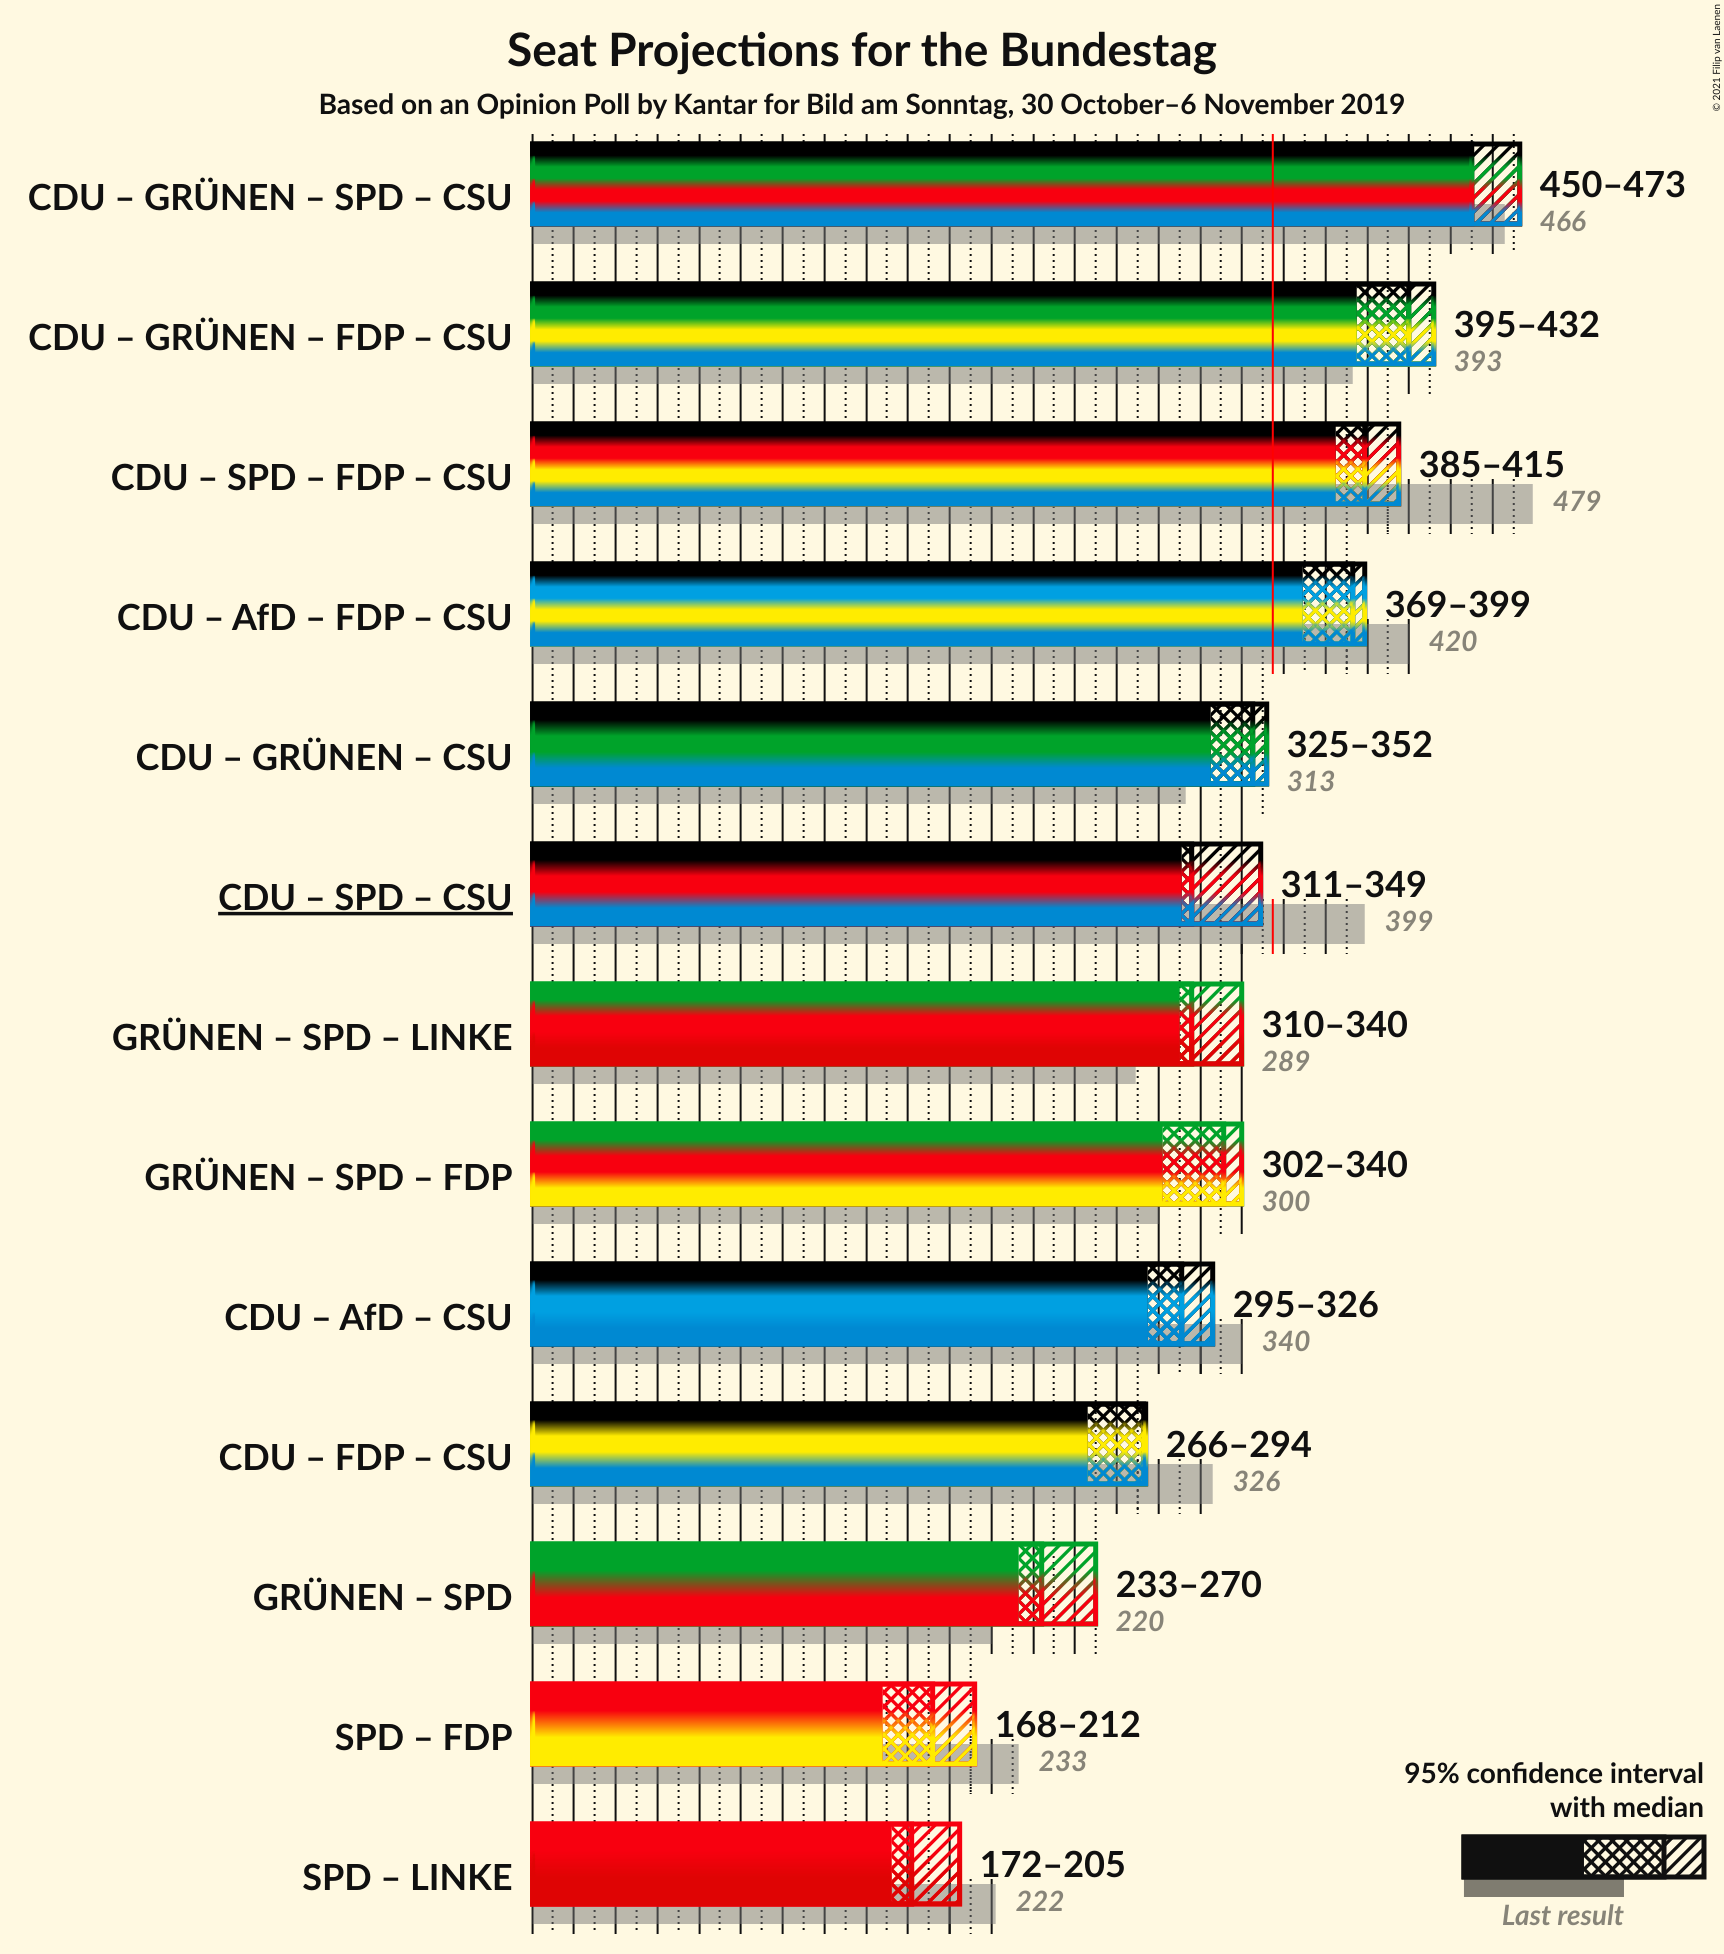 Seat Projections for the Bundestag
Based on an Opinion Poll by Kantar for Bild am Sonntag, 30 October–6 November 2019
© 2021 Filip van Laenen
CDU – GRÜNEN – SPD – CSU
450–473
466
CDU – GRÜNEN – FDP – CSU
395–432
393
CDU – SPD – FDP – CSU
385–415
479
CDU – AfD – FDP – CSU
369–399
420
CDU – GRÜNEN – CSU
325–352
313
CDU – SPD – CSU
311–349
399
GRÜNEN – SPD – LINKE
310–340
289
GRÜNEN – SPD – FDP
302–340
300
CDU – AfD – CSU
295–326
340
CDU – FDP – CSU
266–294
326
GRÜNEN – SPD
233–270
220
SPD – FDP
168–212
233
SPD – LINKE
172–205
222
95% confidence interval
with median
Last result